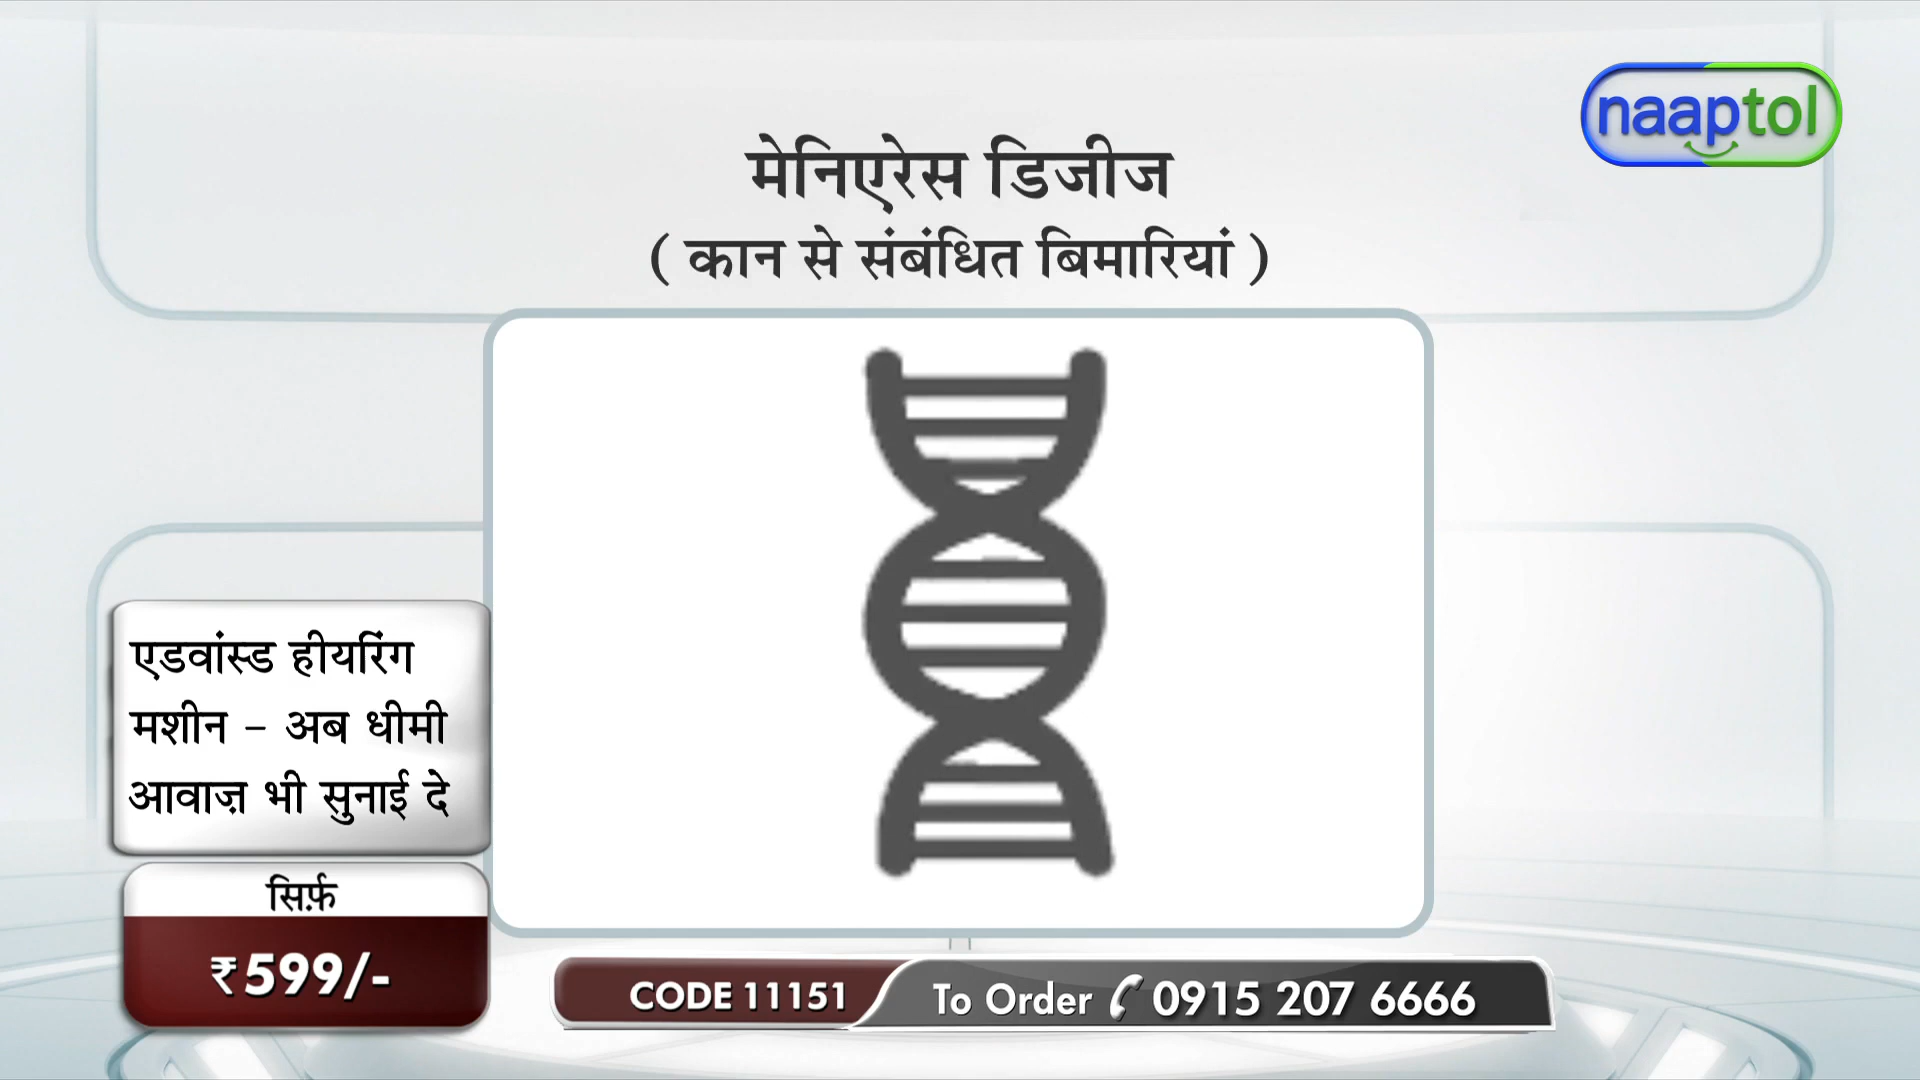 naaptol
मेनिएरेस डिजीज
( कान से संबंधित बिमारियां )
एडवांस्ड हीयरिंग
मशीन - अब धीमी
आवाज़ भी सुनाई दे
सिर्फ़
₹599/-
CODE 11151
To Order 0915 207 6666